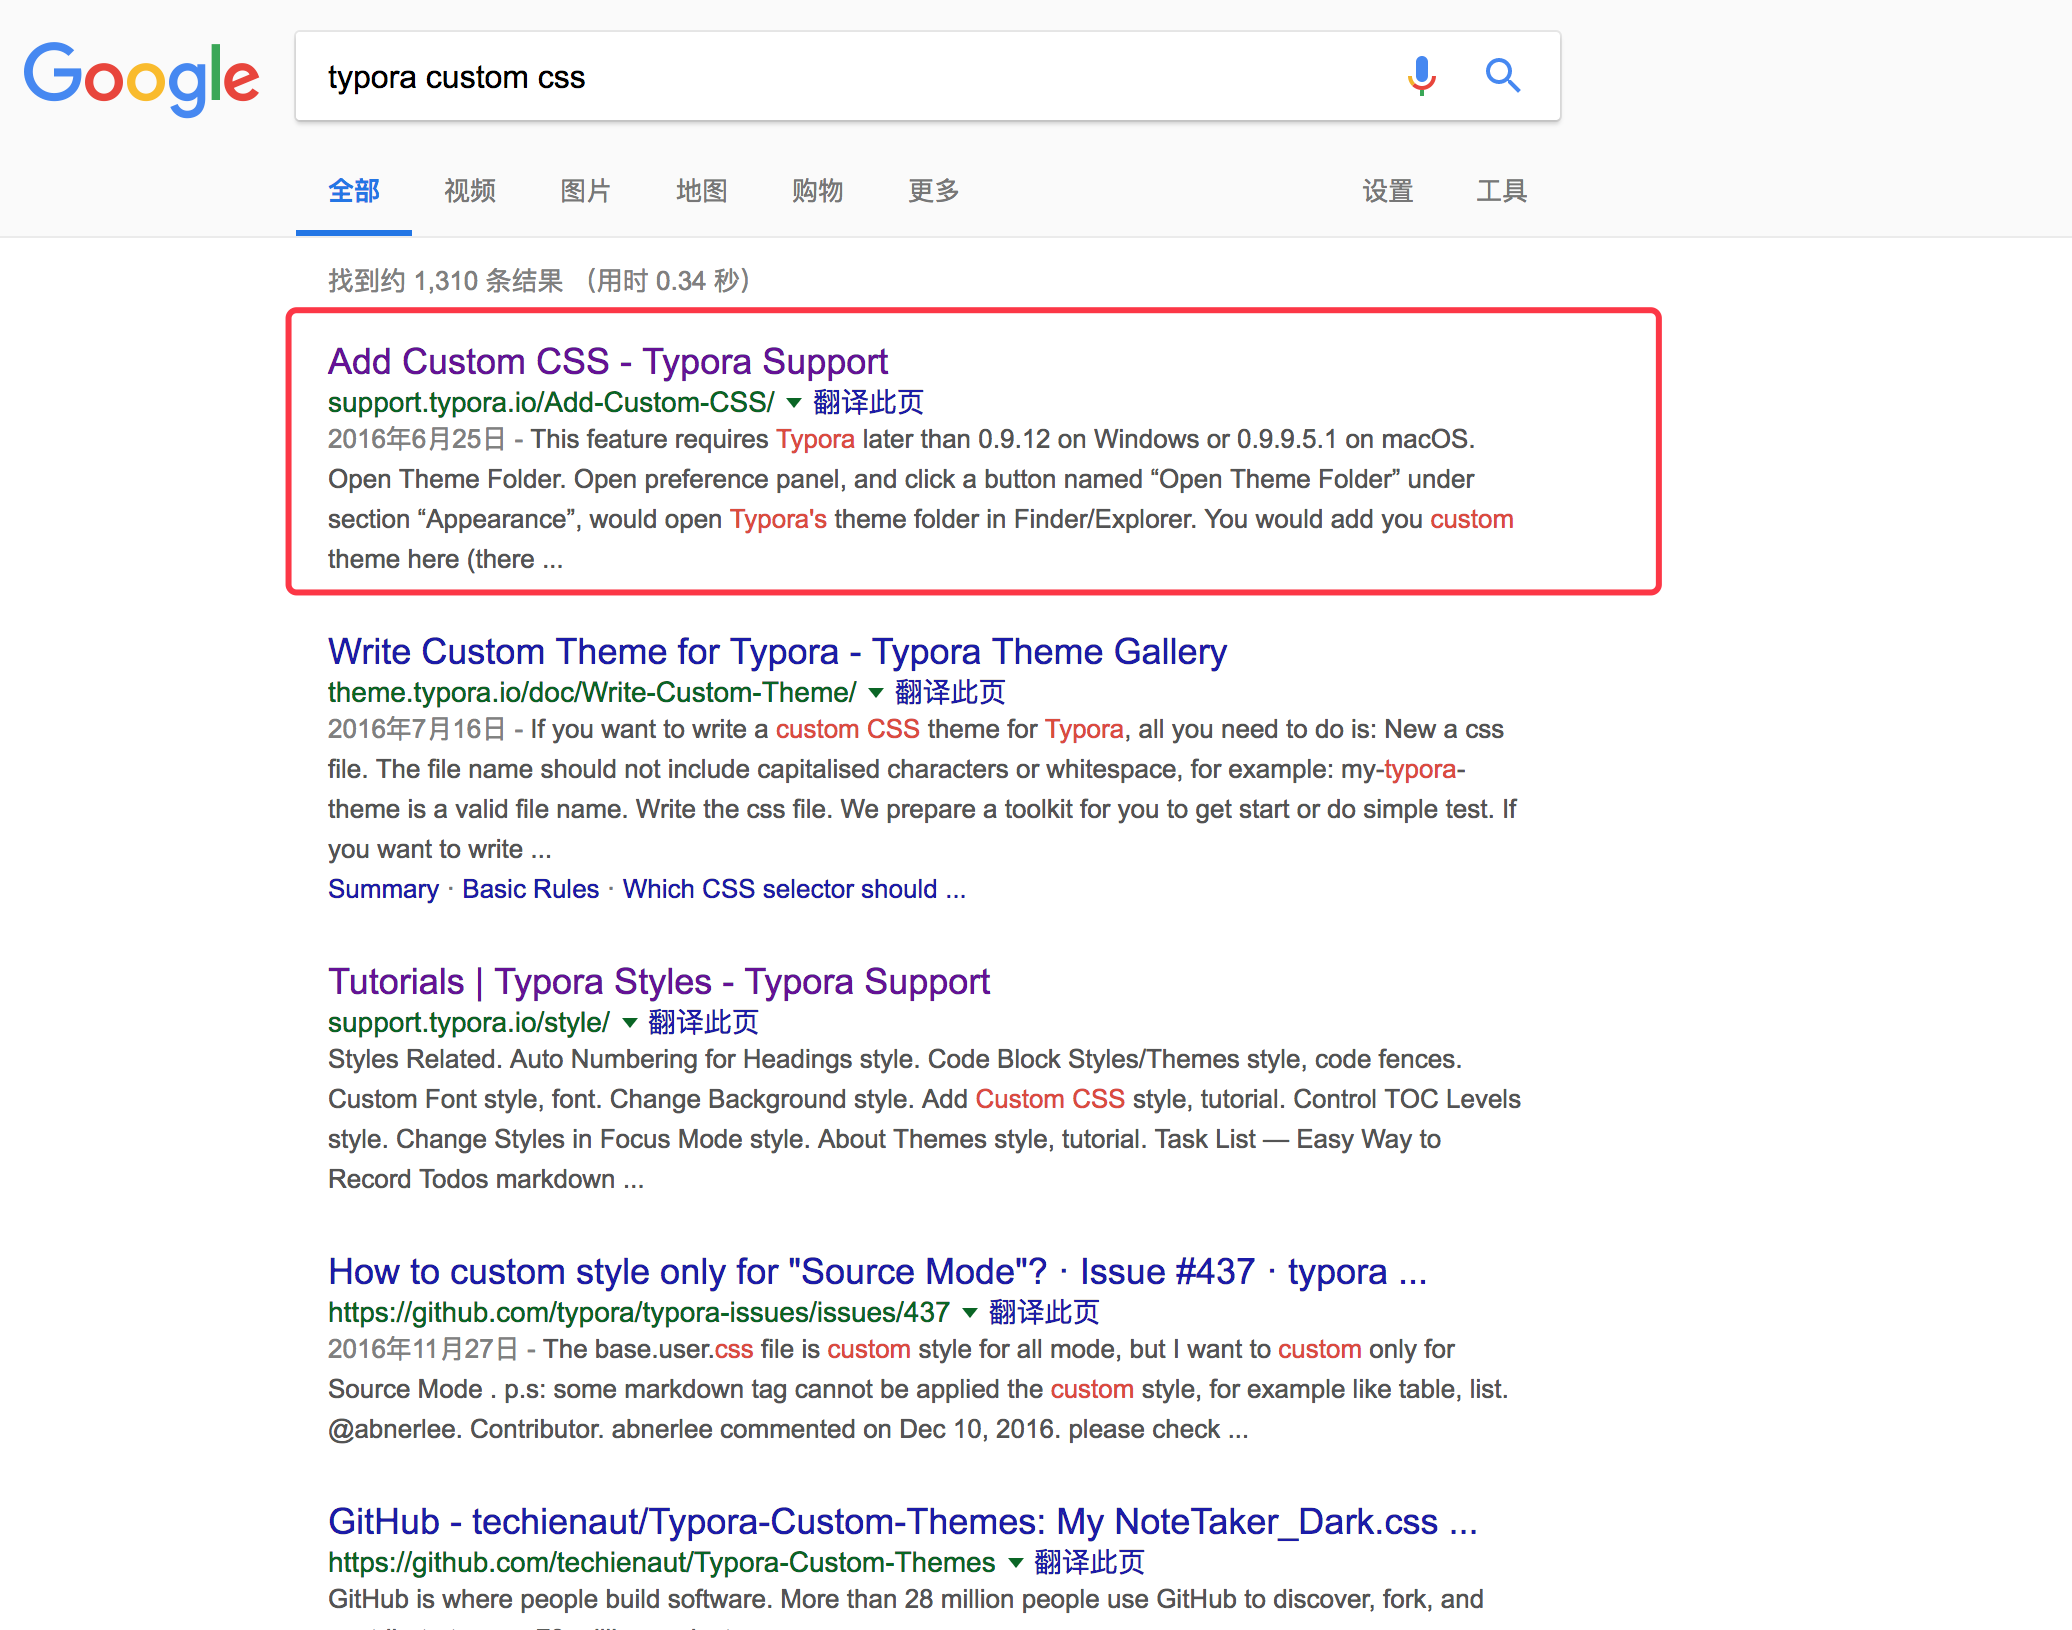 Google
typora custom css
全部 视频 图片 地图 购物 更多 设置 工具
找到约 1,310 条结果 (用时 0.34 秒)
Add Custom CSS - Typora Support
support.typora.io/Add-Custom-CSS/ 翻译此页
2016年6月25日 - This feature requires Typora later than 0.9.12 on Windows or 0.9.9.5.1 on macOS.
Open Theme Folder. Open preference panel, and click a button named “Open Theme Folder” under
section “Appearance”, would open Typora's theme folder in Finder/Explorer. You would add you custom
theme here (there ...
Write Custom Theme for Typora - Typora Theme Gallery
theme.typora.io/doc/Write-Custom-Theme/ 翻译此页
2016年7月16日 - If you want to write a custom CSS theme for Typora, all you need to do is: New a css
file. The file name should not include capitalised characters or whitespace, for example: my-typora-
theme is a valid file name. Write the css file. We prepare a toolkit for you to get start or do simple test. If
you want to write ...
Summary · Basic Rules · Which CSS selector should ...
Tutorials | Typora Styles - Typora Support
support.typora.io/style/ 翻译此页
Styles Related. Auto Numbering for Headings style. Code Block Styles/Themes style, code fences.
Custom Font style, font. Change Background style. Add Custom CSS style, tutorial. Control TOC Levels
style. Change Styles in Focus Mode style. About Themes style, tutorial. Task List — Easy Way to
Record Todos markdown ...
How to custom style only for "Source Mode"? · Issue #437 · typora ...
https://github.com/typora/typora-issues/issues/437 翻译此页
2016年11月27日 - The base.user.css file is custom style for all mode, but I want to custom only for
Source Mode . p.s: some markdown tag cannot be applied the custom style, for example like table, list.
@abnerlee. Contributor. abnerlee commented on Dec 10, 2016. please check ...
GitHub - techienaut/Typora-Custom-Themes: My NoteTaker_Dark.css ...
https://github.com/techienaut/Typora-Custom-Themes 翻译此页
GitHub is where people build software. More than 28 million people use GitHub to discover, fork, and